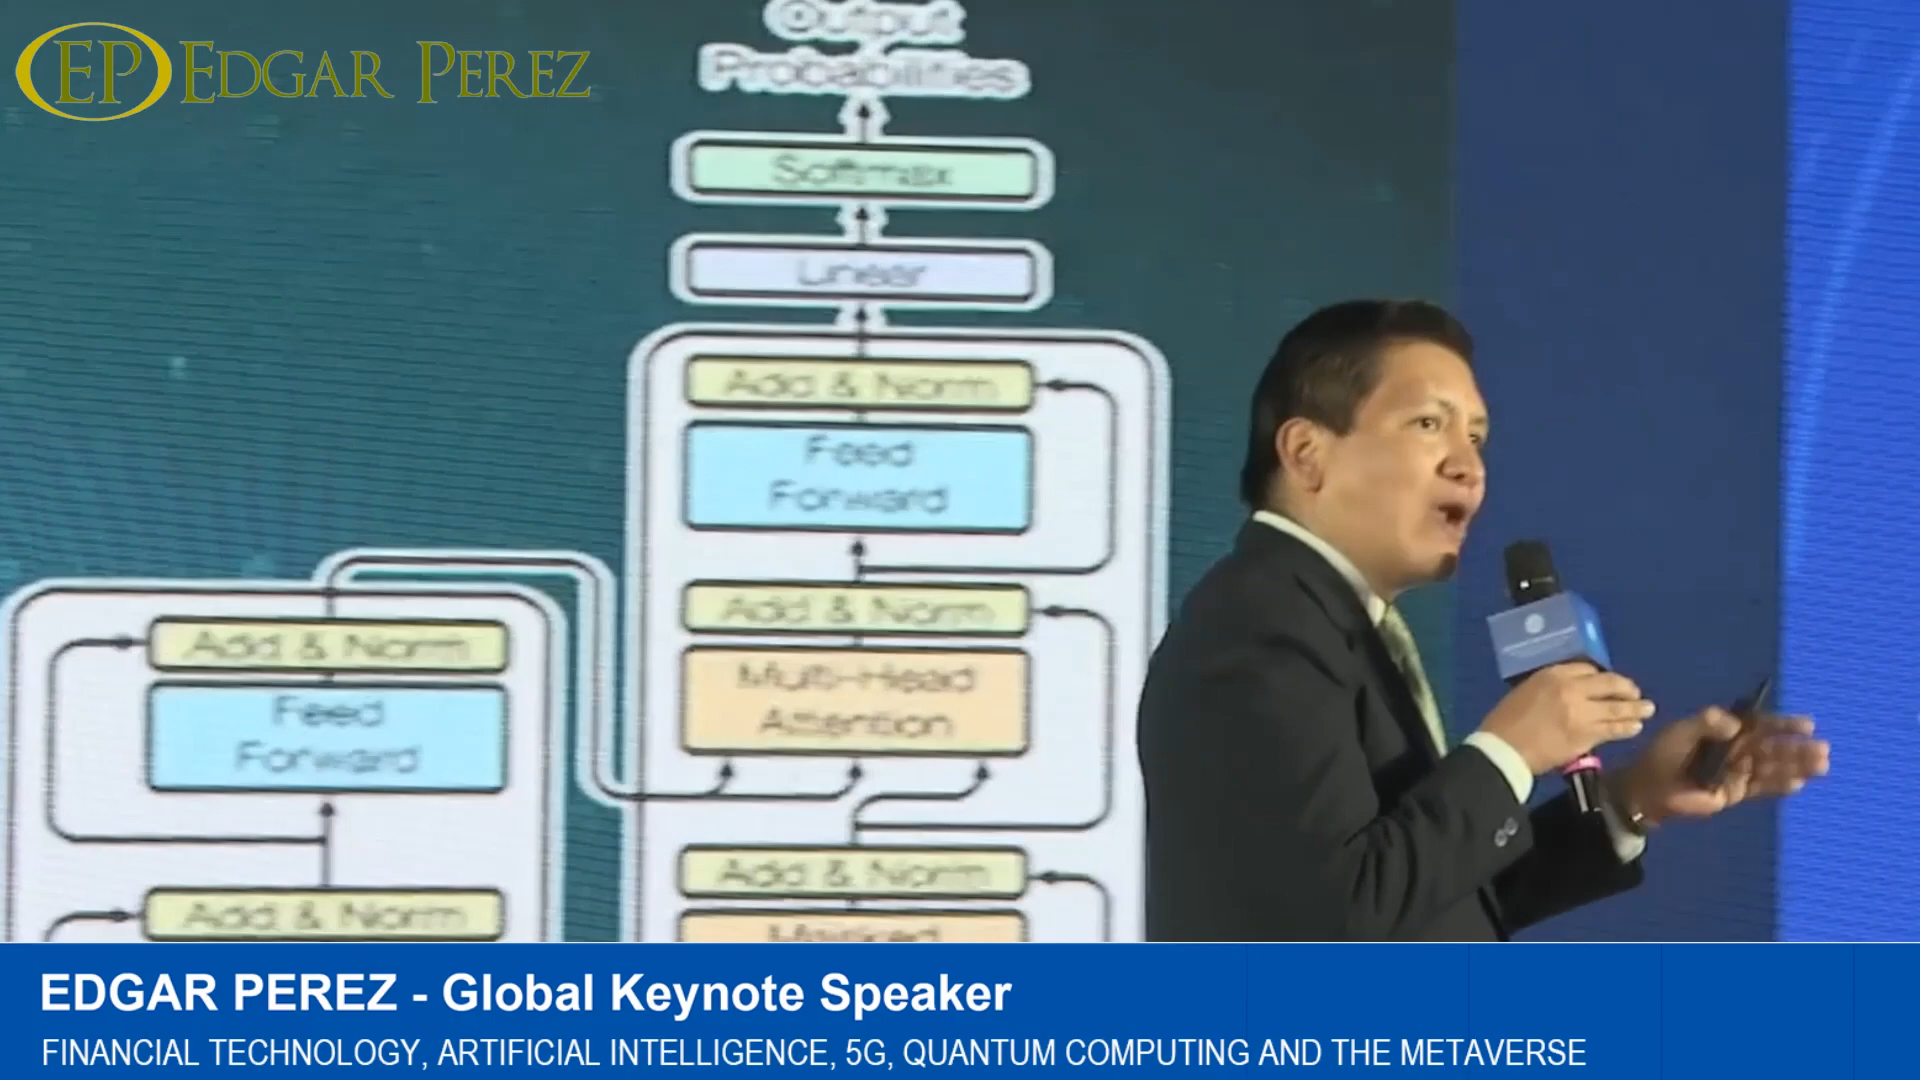 EP EDGAR PEREZ
Output
Probabilities
Softmax
Linear
Add & Norm
Feed
Forward
Add & Norm
Multi-Head
Attention
Add & Norm
Masked
Add & Norm
Feed
Forward
Add & Norm
EDGAR PEREZ - Global Keynote Speaker
FINANCIAL TECHNOLOGY, ARTIFICIAL INTELLIGENCE, 5G, QUANTUM COMPUTING AND THE METAVERSE